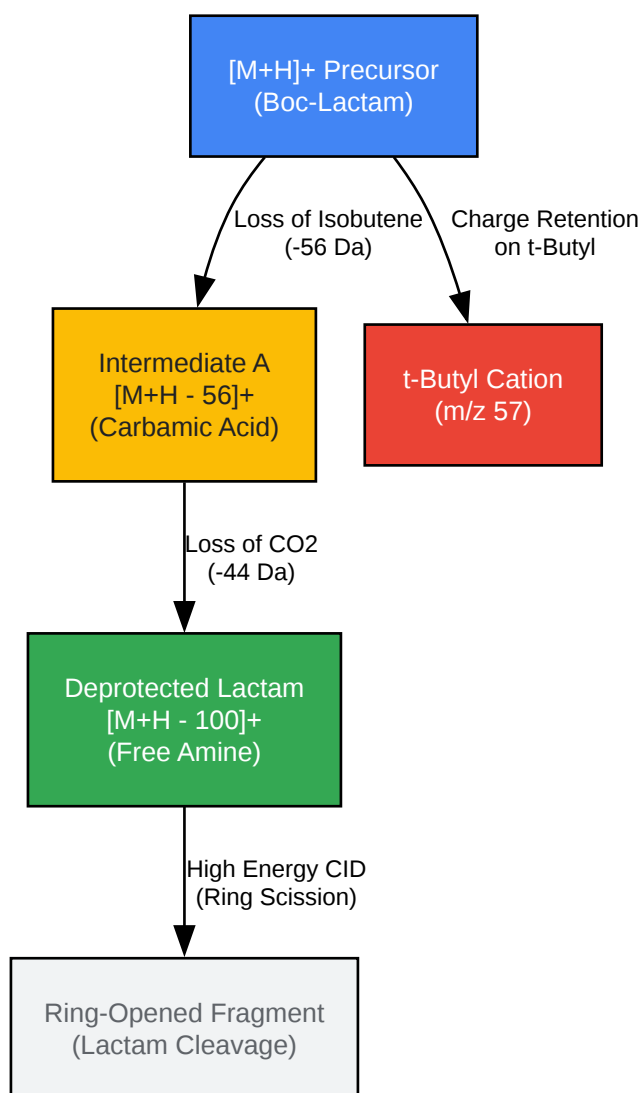 [M+H]+ Precursor
(Boc-Lactam)
Loss of Isobutene
(-56 Da)
Charge Retention
on t-Butyl
Intermediate A
[M+H - 56]+
(Carbamic Acid)
t-Butyl Cation
(m/z 57)
Loss of CO2
(-44 Da)
Deprotected Lactam
[M+H - 100]+
(Free Amine)
High Energy CID
(Ring Scission)
Ring-Opened Fragment
(Lactam Cleavage)